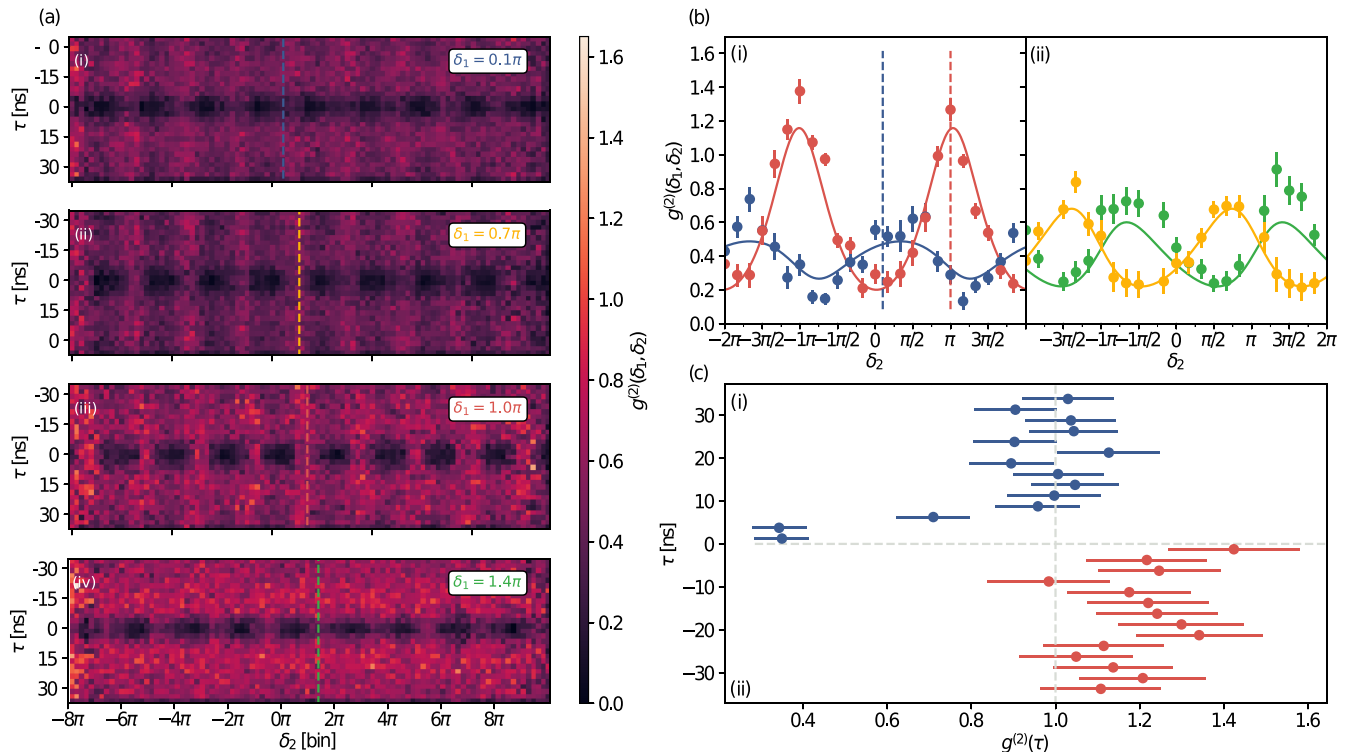 (a)
τ [ns]
- 0
-15
0
15
30
(i)
δ₁ = 0.1π
τ [ns]
-30
-15
0
15
0
(ii)
δ₁ = 0.7π
τ [ns]
-30
-15
0
15
30
(iii)
δ₁ = 1.0π
τ [ns]
-30
-15
0
15
30
(iv)
δ₁ = 1.4π
−8π −6π −4π −2π 0π 2π 4π 6π 8π
δ₂ [bin]
1.6
1.4
1.2
1.0
0.8
0.6
0.4
0.2
0.0
g⁽²⁾(δ₁, δ₂)
(b)
(i)
(ii)
g⁽²⁾(δ₁, δ₂)
1.6
1.4
1.2
1.0
0.8
0.6
0.4
0.2
0.0
−2π −3π/2 −1π −1π/2 0 π/2 π 3π/2
δ₂
−3π/2 −1π −1π/2 0 π/2 π 3π/2 2π
δ₂
(c)
(i)
τ [ns]
30
20
10
0
−10
−20
−30
(ii)
0.4 0.6 0.8 1.0 1.2 1.4 1.6
g⁽²⁾(τ)